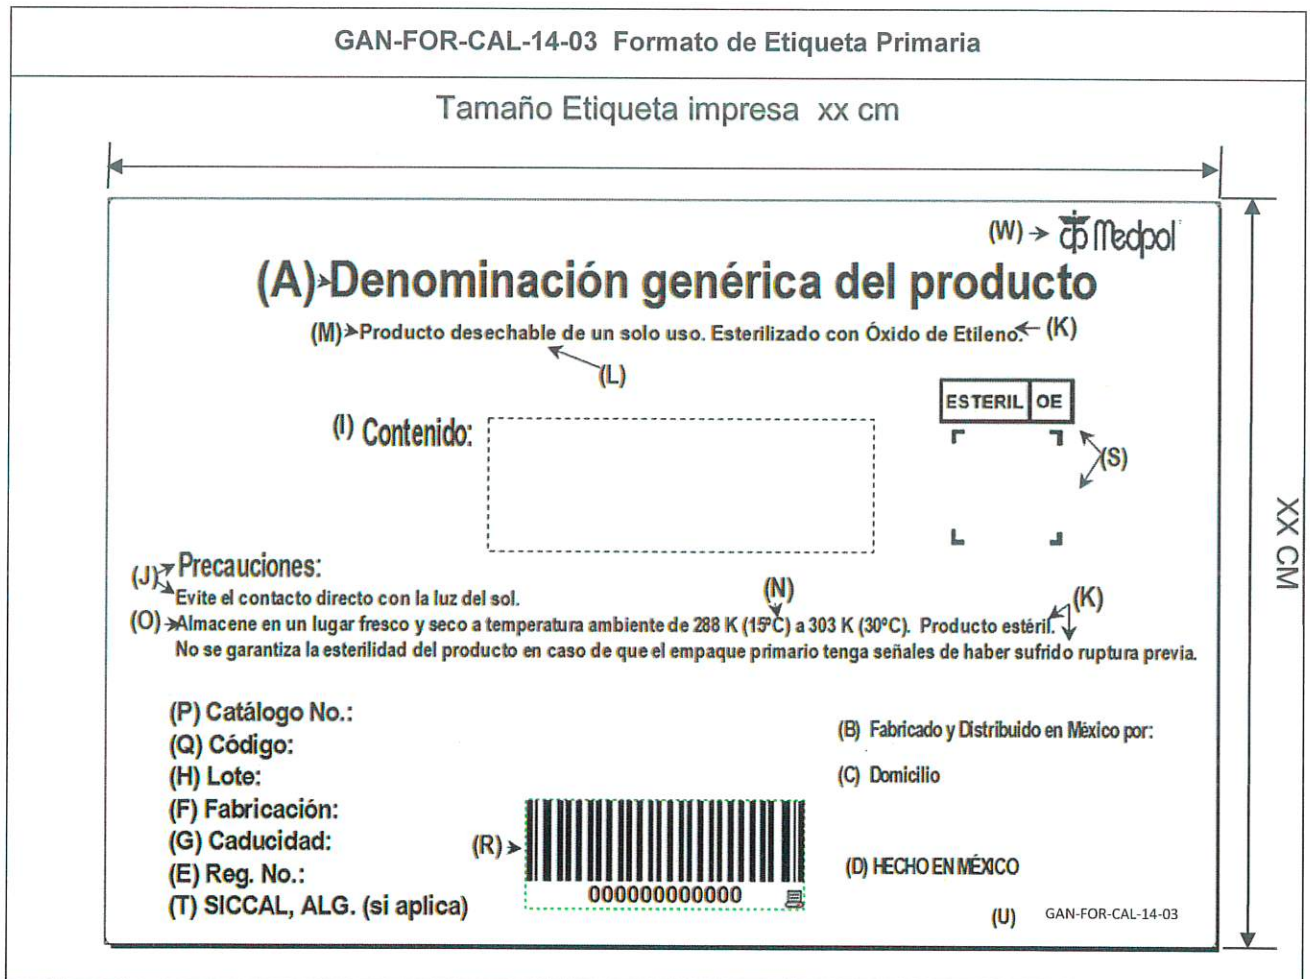 GAN-FOR-CAL-14-03 Formato de Etiqueta Primaria
Tamaño Etiqueta impresa xx cm
(W) Medpol
(A) Denominación genérica del producto
(M) Producto desechable de un solo uso. Esterilizado con Óxido de Etileno. (K)
(L)
ESTERIL OE
(I) Contenido:
(S)
XX CM
(J) Precauciones:
Evite el contacto directo con la luz del sol.
(N)
(K)
(O) Almacene en un lugar fresco y seco a temperatura ambiente de 288 K (15ºC) a 303 K (30ºC). Producto estéril.
No se garantiza la esterilidad del producto en caso de que el empaque primario tenga señales de haber sufrido ruptura previa.
(P) Catálogo No.:
(Q) Código:
(H) Lote:
(F) Fabricación:
(G) Caducidad:
(E) Reg. No.:
(T) SICCAL, ALG. (si aplica)
(R)
000000000000
(B) Fabricado y Distribuido en México por:
(C) Domicilio
(D) HECHO EN MÉXICO
(U) GAN-FOR-CAL-14-03